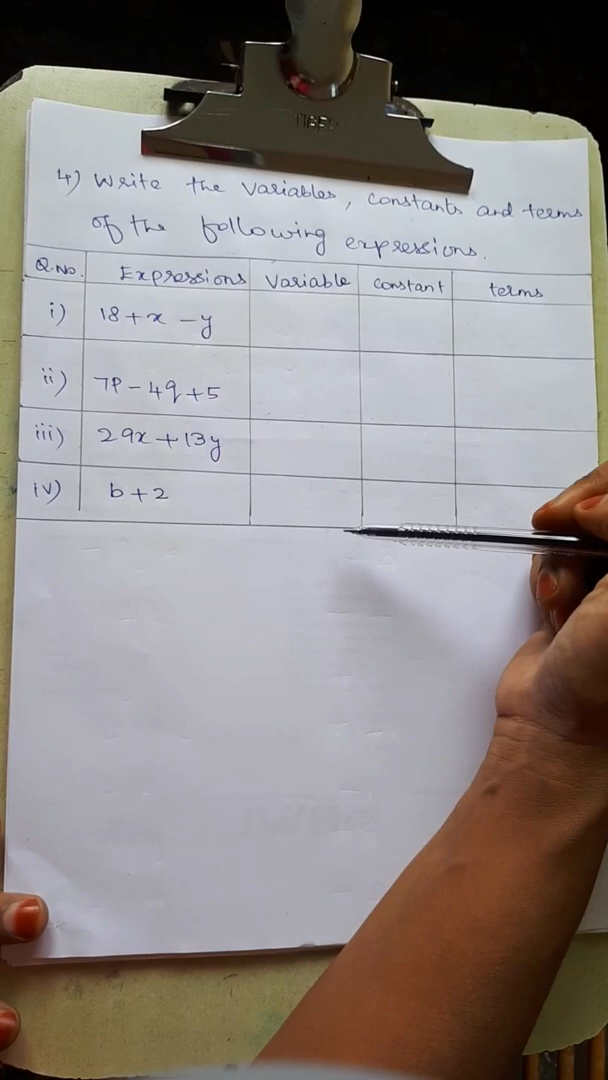 4) Write the variables, constants and terms
of the following expressions.
Q.No. Expressions Variable constant terms
i) 18+x-y
ii) 7P-4q+5
iii) 29x+13y
iv) b+2